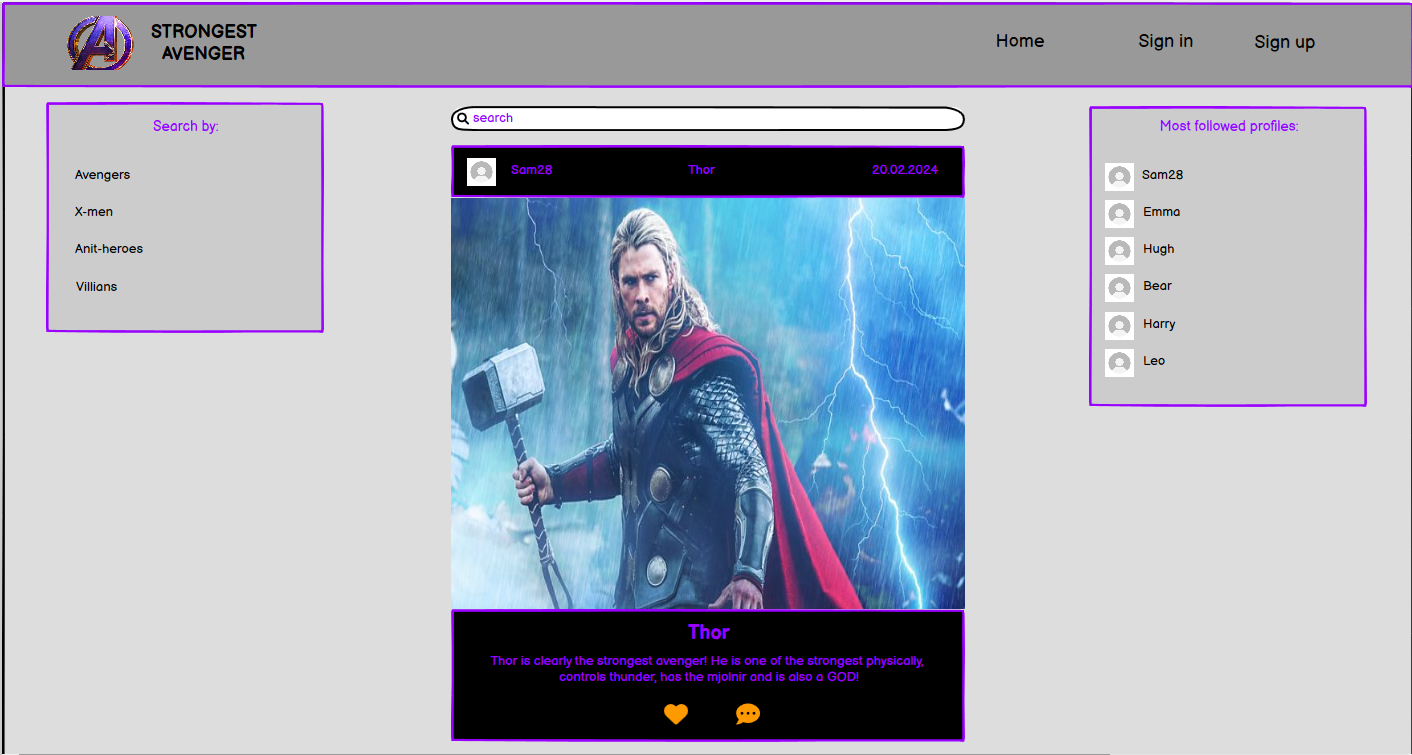 STRONGEST
AVENGER
Home
Sign in
Sign up
Search by:
Avengers
X-men
Anit-heroes
Villians
search
Sam28
Thor
20.02.2024
Thor
Thor is clearly the strongest avenger! He is one of the strongest physically,
controls thunder, has the mjolnir and is also a GOD!
Most followed profiles:
Sam28
Emma
Hugh
Bear
Harry
Leo